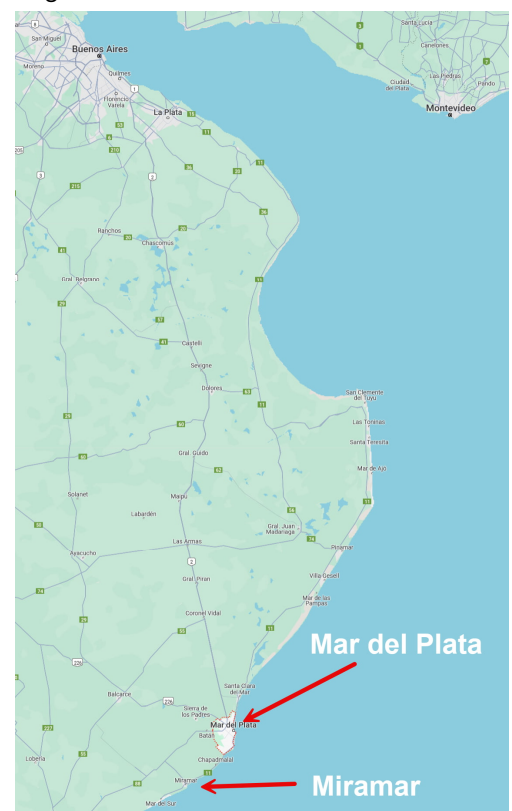 Santa Lucia
San Miguel
Canelones
Buenos Aires
Moreno
Quilmes
Ciudad
del Plata
Las Piedras
Pando
Florencio
Varela
La Plata
Montevideo
Ranchos
Chascomús
Gral. Belgrano
Castelli
Sevigne
Dolores
San Clemente
del Tuyu
Las Toninas
Santa Teresita
Gral. Guido
Mar de Ajó
Solanet
Maipú
Labardén
Gral. Juan
Madariaga
Las Armas
Pinamar
Ayacucho
Gral. Piran
Villa Gesell
Mar de las
Pampas
Coronel Vidal
Mar del Plata
Santa Clara
del Mar
Balcarce
Sierra de
los Padres
Mar del Plata
Batán
Loberia
Chapadmalal
Miramar
Miramar
Mar del Sur